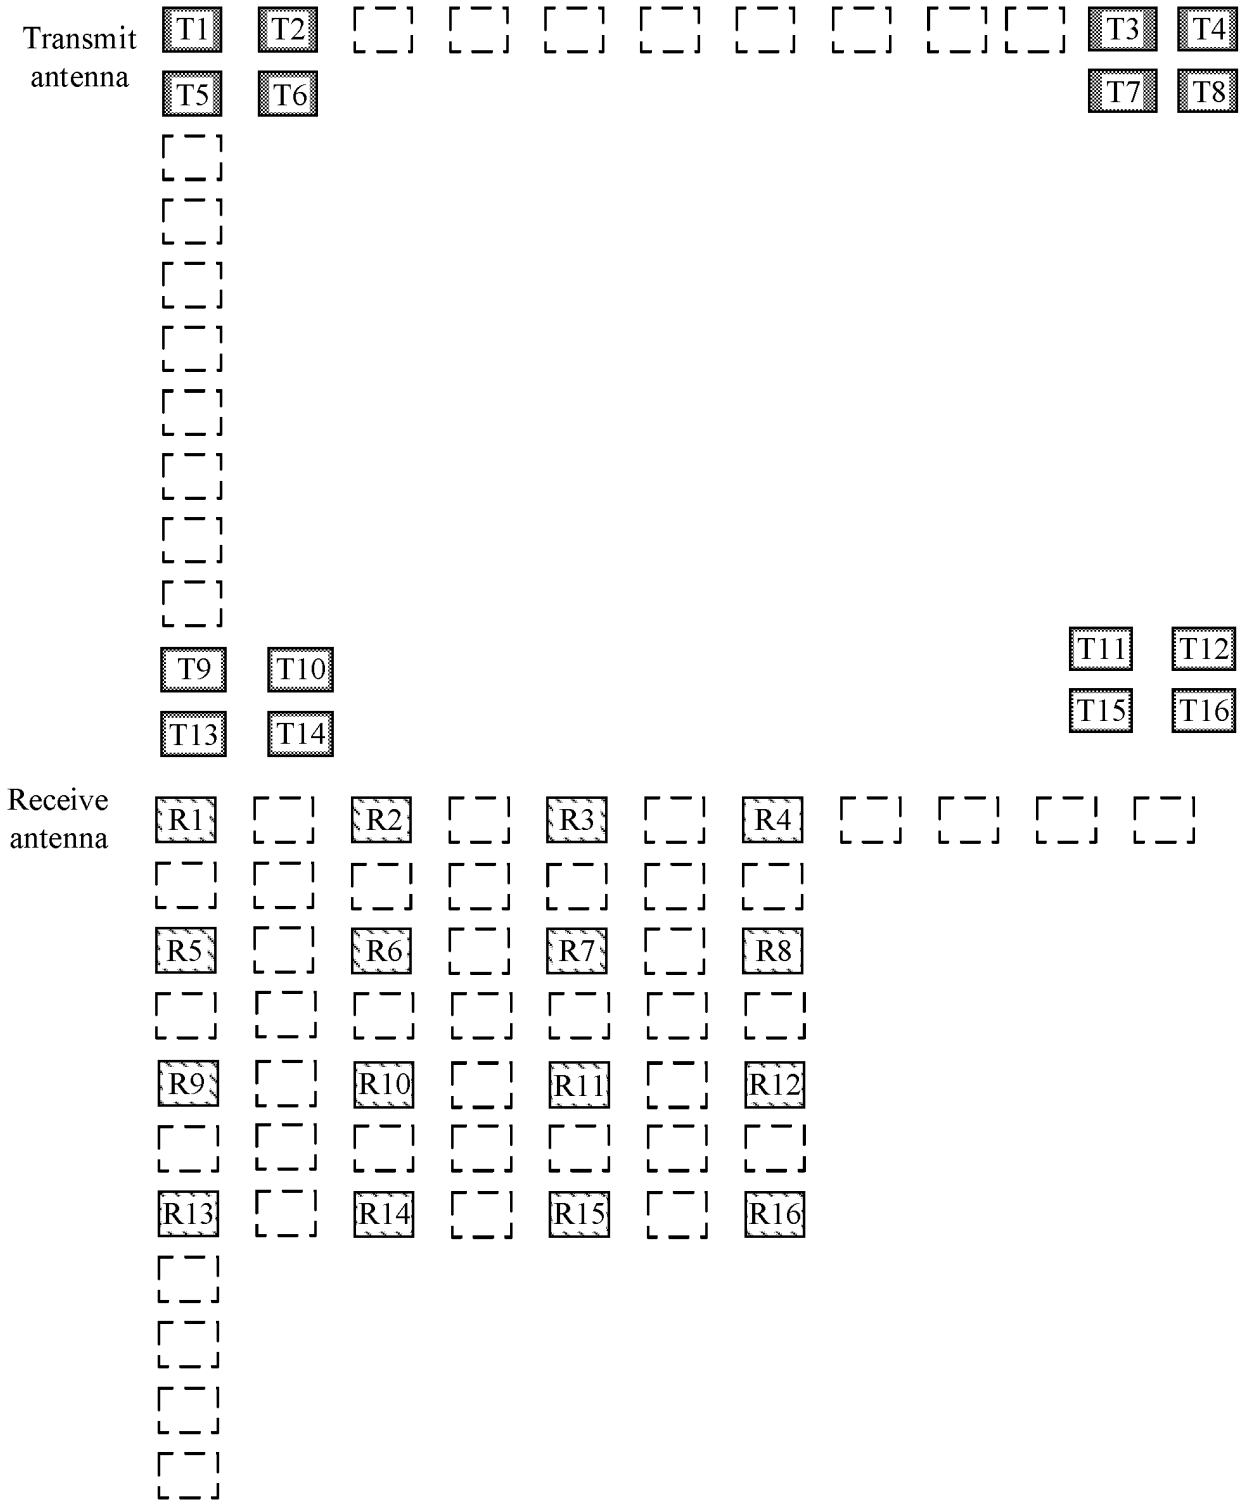 Transmit
antenna
T1 T2 T3 T4
T5 T6 T7 T8
T9 T10 T11 T12
T13 T14 T15 T16
Receive
antenna
R1 R2 R3 R4
R5 R6 R7 R8
R9 R10 R11 R12
R13 R14 R15 R16